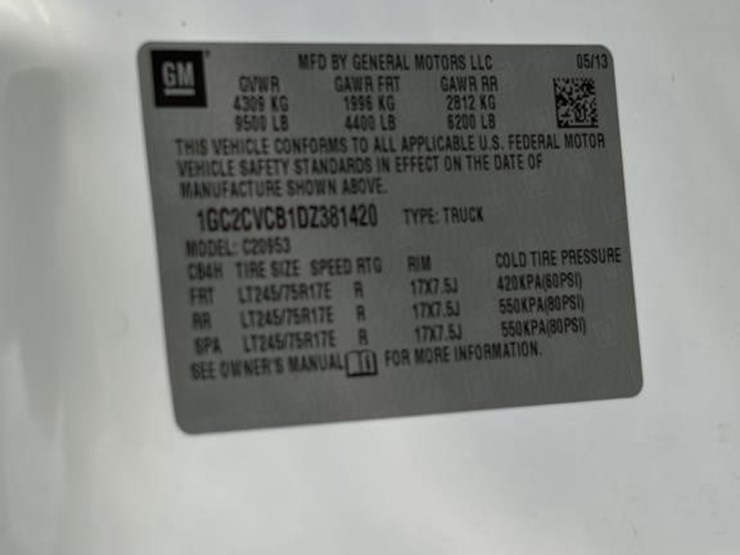 GM
MFD BY GENERAL MOTORS LLC 05/13
GVWR GAWR FRT GAWR RR
4309 KG 1996 KG 2812 KG
9500 LB 4400 LB 6200 LB
THIS VEHICLE CONFORMS TO ALL APPLICABLE U.S. FEDERAL MOTOR
VEHICLE SAFETY STANDARDS IN EFFECT ON THE DATE OF
MANUFACTURE SHOWN ABOVE.
1GC2CVCB1DZ381420 TYPE: TRUCK
MODEL: C20953
CB4H TIRE SIZE SPEED RTG RIM COLD TIRE PRESSURE
FRT LT245/75R17E R 17X7.5J 420KPA(60PSI)
RR LT245/75R17E R 17X7.5J 550KPA(80PSI)
SPA LT245/75R17E R 17X7.5J 550KPA(80PSI)
SEE OWNER'S MANUAL FOR MORE INFORMATION.